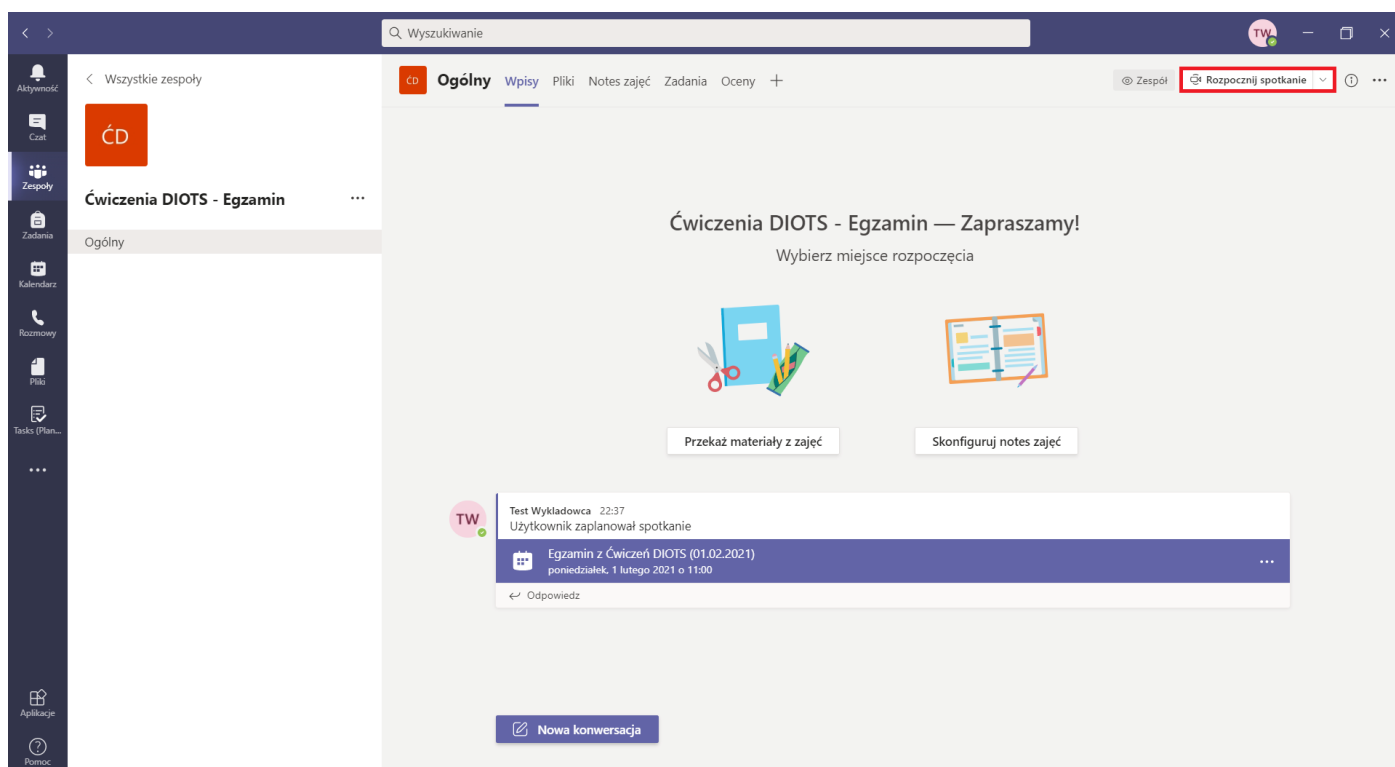 Wyszukiwanie
TW
Aktywność
Czat
Zespoły
Zadania
Kalendarz
Rozmowy
Pliki
Tasks (Plan...
Aplikacje
Pomoc
Wszystkie zespoły
ĆD
Ćwiczenia DIOTS - Egzamin
Ogólny
ĆD
Ogólny Wpisy Pliki Notes zajęć Zadania Oceny
Zespół
Rozpocznij spotkanie
Ćwiczenia DIOTS - Egzamin — Zapraszamy!
Wybierz miejsce rozpoczęcia
Przekaż materiały z zajęć
Skonfiguruj notes zajęć
TW
Test Wykladowca 22:37
Użytkownik zaplanował spotkanie
Egzamin z Ćwiczeń DIOTS (01.02.2021)
poniedziałek, 1 lutego 2021 o 11:00
Odpowiedz
Nowa konwersacja